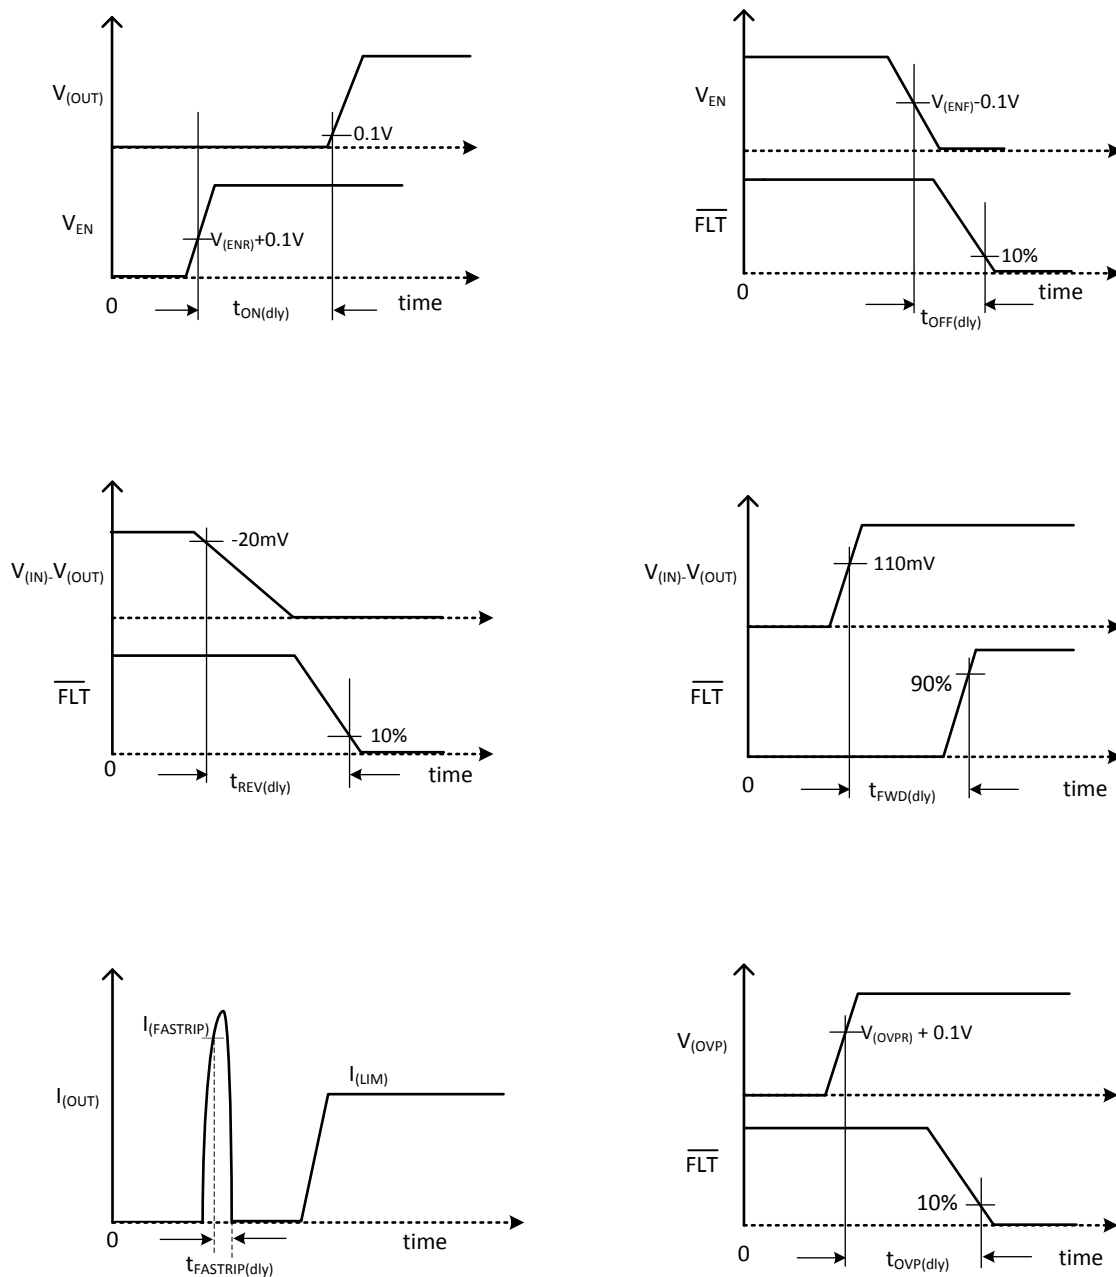 V(OUT)
0.1V
VEN
V(ENR)+0.1V
0
tON(dly)
time
VEN
V(ENF)-0.1V
FLT
10%
0
time
tOFF(dly)
-20mV
V(IN)-V(OUT)
FLT
10%
0
tREV(dly)
time
110mV
V(IN)-V(OUT)
FLT
90%
0
tFWD(dly)
time
I(FASTRIP)
I(LIM)
I(OUT)
0
time
tFASTRIP(dly)
V(OVPR) + 0.1V
V(OVP)
FLT
10%
0
tOVP(dly)
time